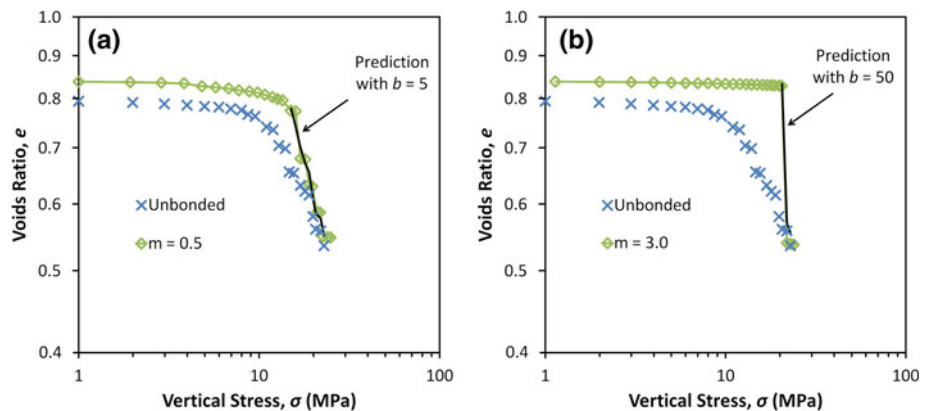 (a)
Voids Ratio, e
1.0
0.9
0.8
0.7
0.6
0.5
0.4
Prediction
with b = 5
Unbonded
m = 0.5
1
10
100
Vertical Stress, σ (MPa)
(b)
Voids Ratio, e
1.0
0.9
0.8
0.7
0.6
0.5
0.4
Prediction
with b = 50
Unbonded
m = 3.0
1
10
100
Vertical Stress, σ (MPa)